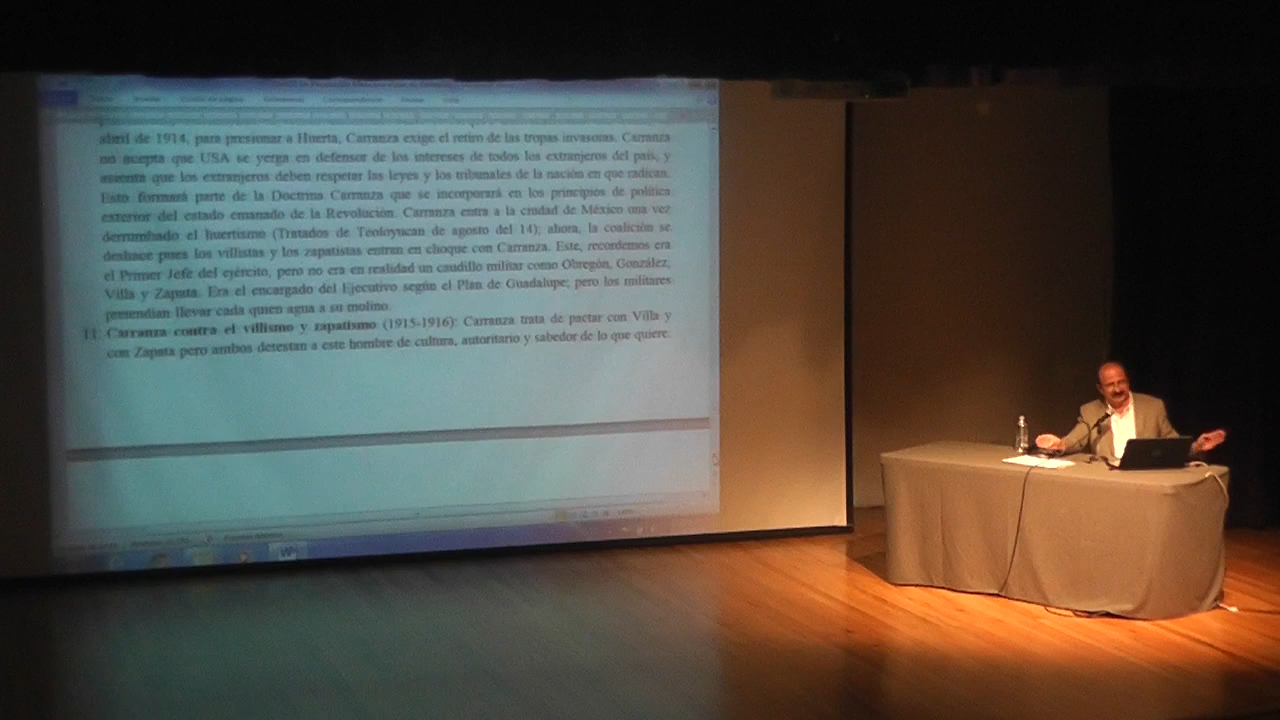 abril de 1914, para presionar a Huerta, Carranza exige el retiro de las tropas invasoras. Carranza
no acepta que USA se yerga en defensor de los intereses de todos los extranjeros del país, y
asienta que los extranjeros deben respetar las leyes y los tribunales de la nación en que radican.
Esto formará parte de la Doctrina Carranza que se incorporará en los principios de política
exterior del estado emanado de la Revolución. Carranza entra a la ciudad de México una vez
derrumbado el huertismo (Tratados de Teoloyucan de agosto del 14); ahora, la coalición se
deshace pues los villistas y los zapatistas entran en choque con Carranza. Este, recordemos era
el Primer Jefe del ejército, pero no era en realidad un caudillo militar como Obregón, González,
Villa y Zapata. Era el encargado del Ejecutivo según el Plan de Guadalupe; pero los militares
pretendían llevar cada quien agua a su molino.
11. Carranza contra el villismo y zapatismo (1915-1916): Carranza trata de pactar con Villa y
con Zapata pero ambos detestan a este hombre de cultura, autoritario y sabedor de lo que quiere.